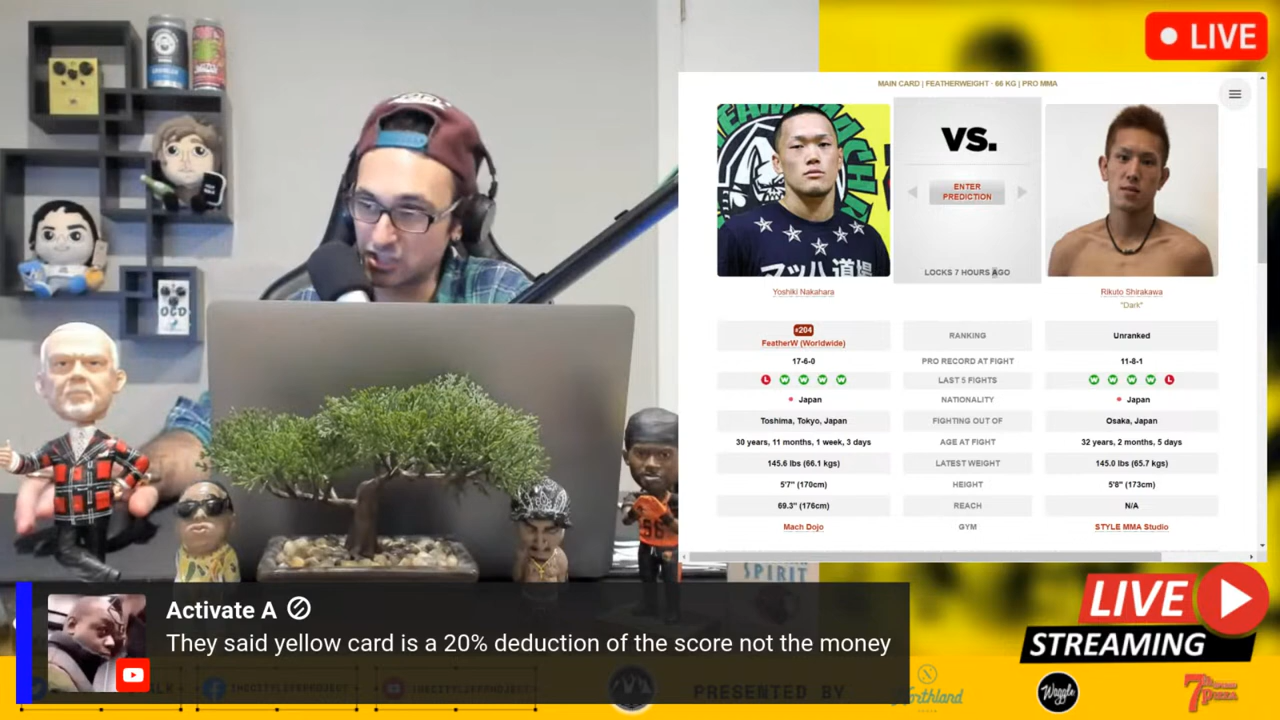 LIVE
MAIN CARD | FEATHERWEIGHT · 66 KG | PRO MMA
VS.
ENTER
PREDICTION
LOCKS 7 HOURS AGO
Yoshiki Nakahara
Rikuto Shirakawa
"Dark"
#204
FeatherW (Worldwide)
RANKING
Unranked
17-6-0
PRO RECORD AT FIGHT
11-8-1
L W W W W
LAST 5 FIGHTS
W W W W L
Japan
NATIONALITY
Japan
Toshima, Tokyo, Japan
FIGHTING OUT OF
Osaka, Japan
30 years, 11 months, 1 week, 3 days
AGE AT FIGHT
32 years, 2 months, 5 days
145.6 lbs (66.1 kgs)
LATEST WEIGHT
145.0 lbs (65.7 kgs)
5'7" (170cm)
HEIGHT
5'8" (173cm)
69.3" (176cm)
REACH
N/A
Mach Dojo
GYM
STYLE MMA Studio
OCD
SPIRIT
Activate A
They said yellow card is a 20% deduction of the score not the money
LIVE
STREAMING
PRESENTED BY
Northland
Waggle